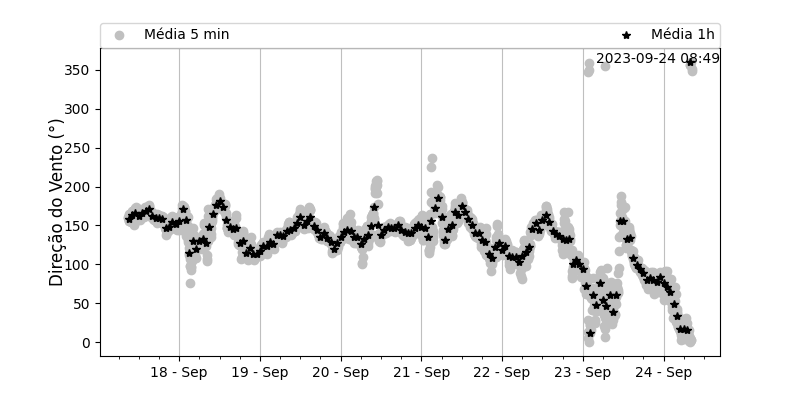 Média 5 min
Média 1h
2023-09-24 08:49
Direção do Vento (°)
350
300
250
200
150
100
50
0
18 - Sep
19 - Sep
20 - Sep
21 - Sep
22 - Sep
23 - Sep
24 - Sep